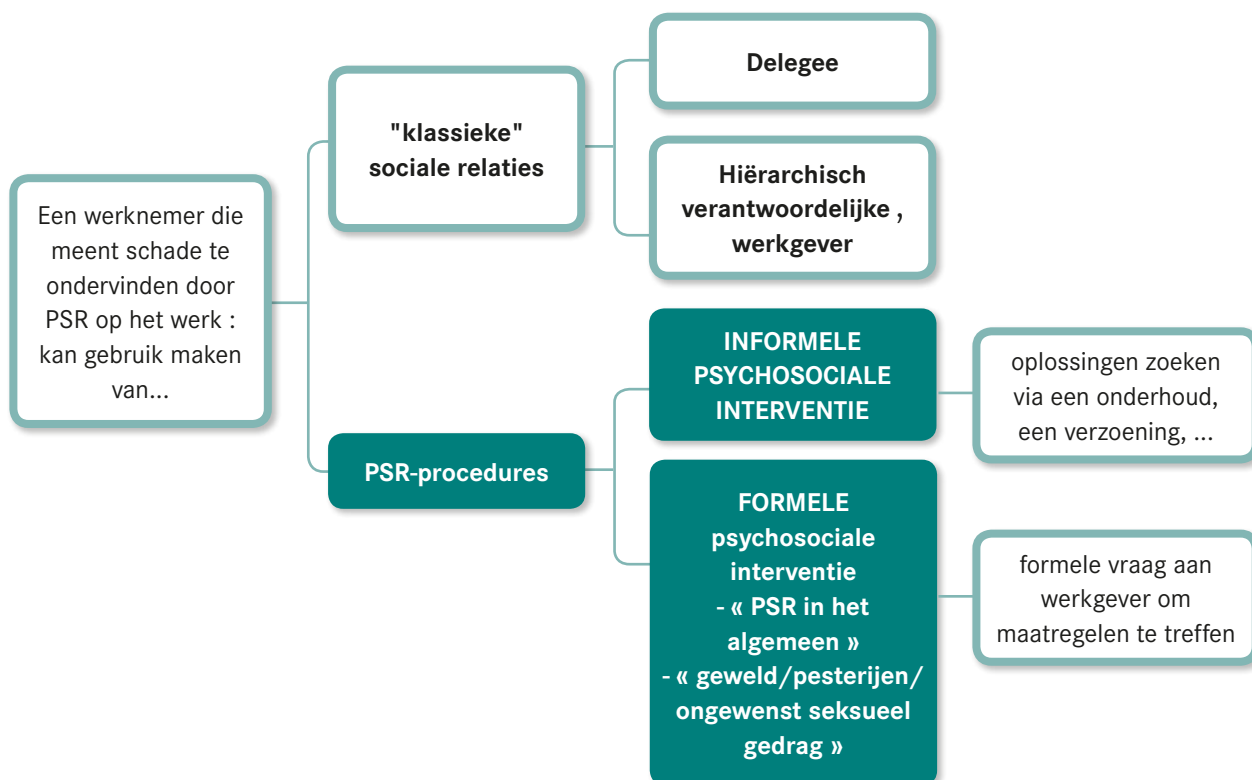 Een werknemer die
meent schade te
ondervinden door
PSR op het werk :
kan gebruik maken
van...
"klassieke"
sociale relaties
Delegee
Hiërarchisch
verantwoordelijke ,
werkgever
PSR-procedures
INFORMELE
PSYCHOSOCIALE
INTERVENTIE
oplossingen zoeken
via een onderhoud,
een verzoening, ...
FORMELE
psychosociale
interventie
- « PSR in het
algemeen »
- « geweld/pesterijen/
ongewenst seksueel
gedrag »
formele vraag aan
werkgever om
maatregelen te treffen